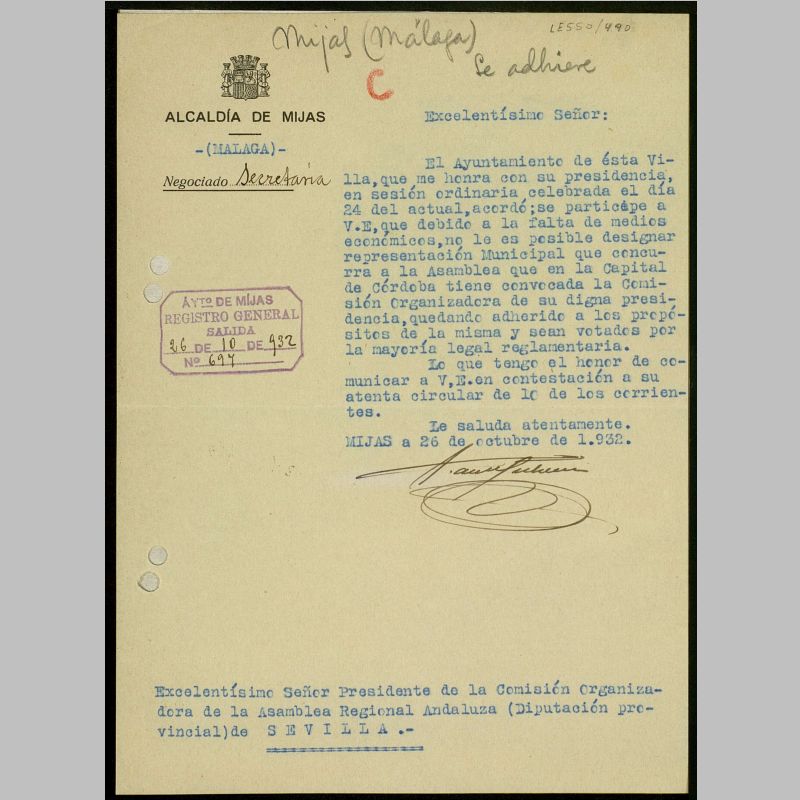 Mijas (Málaga)
LE550/990
Se adhiere
C
ALCALDÍA DE MIJAS
-(MALAGA)-
Negociado Secretaria
Excelentísimo Señor:
El Ayuntamiento de ésta Vi-
lla,que me honra con su presidencia,
en sesión ordinaria celebrada el día
24 del actual,acordó;se particípe a
V.E,que debido a la falta de medios
económicos,no le es posible designar
representación Municipal que concu-
rra a la Asamblea que en la Capital
de Córdoba tiene convocada la Comi-
sión Organizadora de su digna presi-
dencia,quedando adherido a los propó-
sitos de la misma y sean votados por
la mayoría legal reglamentaria.
Lo que tengo el honor de co-
municar a V,E.en contestación a su
atenta circular de 10 de los corrien-
tes.
Le saluda atentamente.
MIJAS a 26 de octubre de 1.932.
AYTO DE MIJAS
REGISTRO GENERAL
SALIDA
26 DE 10 DE 932
Nº 697
Excelentísimo Señor Presidente de la Comisión Organiza-
dora de la Asamblea Regional Andaluza (Diputación pro-
vincial)de S E V I L L A .-